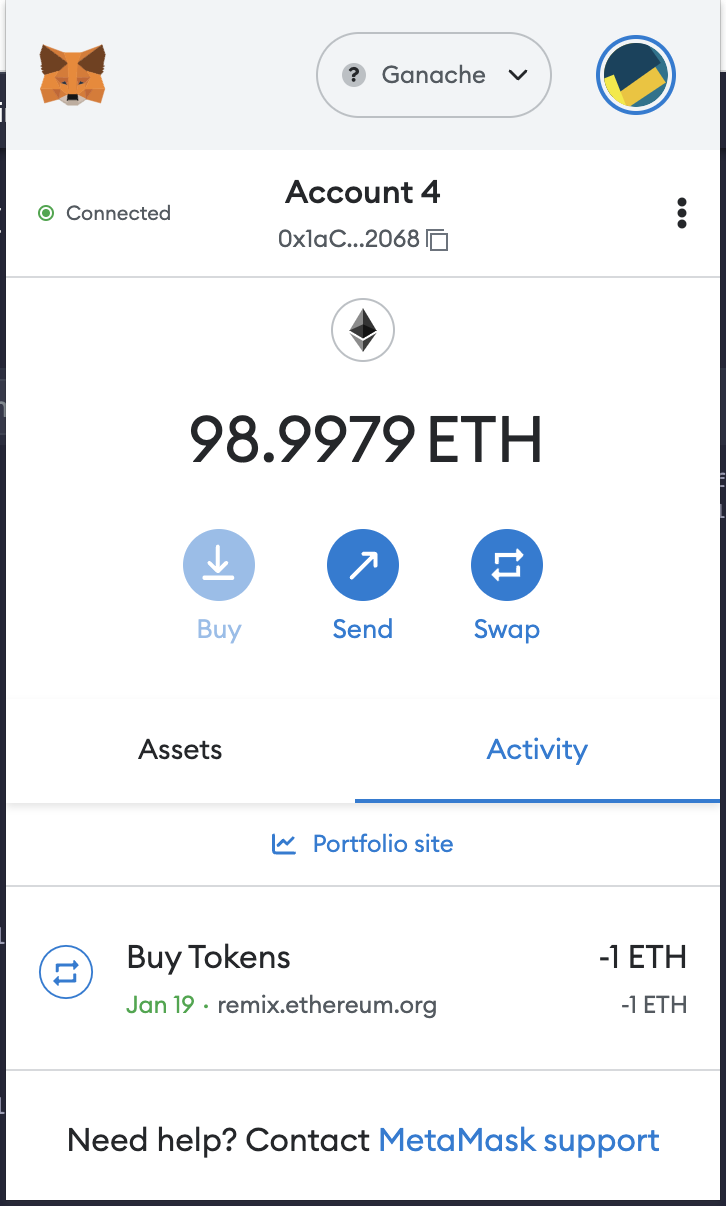 ? Ganache
Account 4
Connected
0x1aC...2068
98.9979 ETH
Buy Send Swap
Assets Activity
Portfolio site
Buy Tokens -1 ETH
Jan 19 · remix.ethereum.org -1 ETH
Need help? Contact MetaMask support